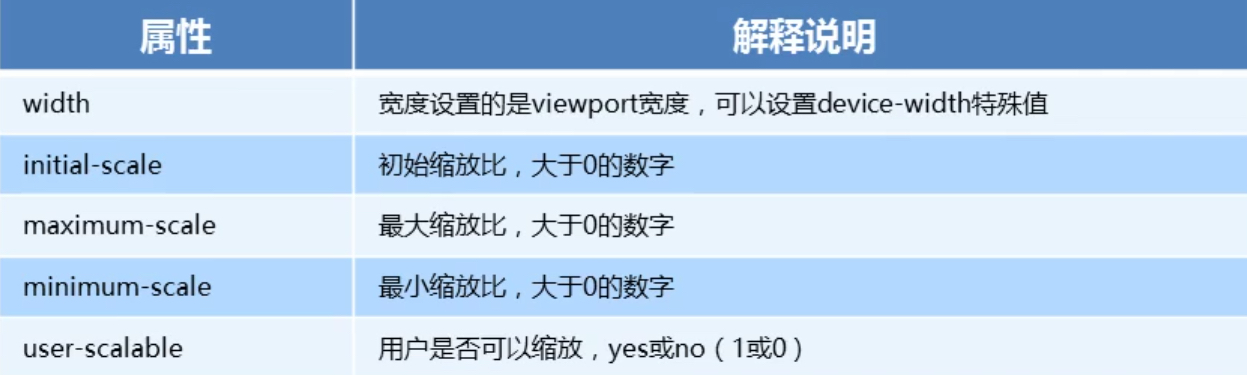 属性 解释说明
width 宽度设置的是viewport宽度，可以设置device-width特殊值
initial-scale 初始缩放比，大于0的数字
maximum-scale 最大缩放比，大于0的数字
minimum-scale 最小缩放比，大于0的数字
user-scalable 用户是否可以缩放，yes或no（1或0）